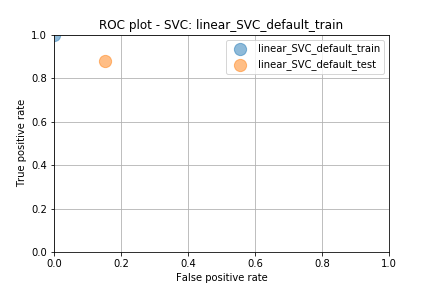 ROC plot - SVC: linear_SVC_default_train
linear_SVC_default_train
linear_SVC_default_test
True positive rate
1.0
0.8
0.6
0.4
0.2
0.0
0.0 0.2 0.4 0.6 0.8 1.0
False positive rate